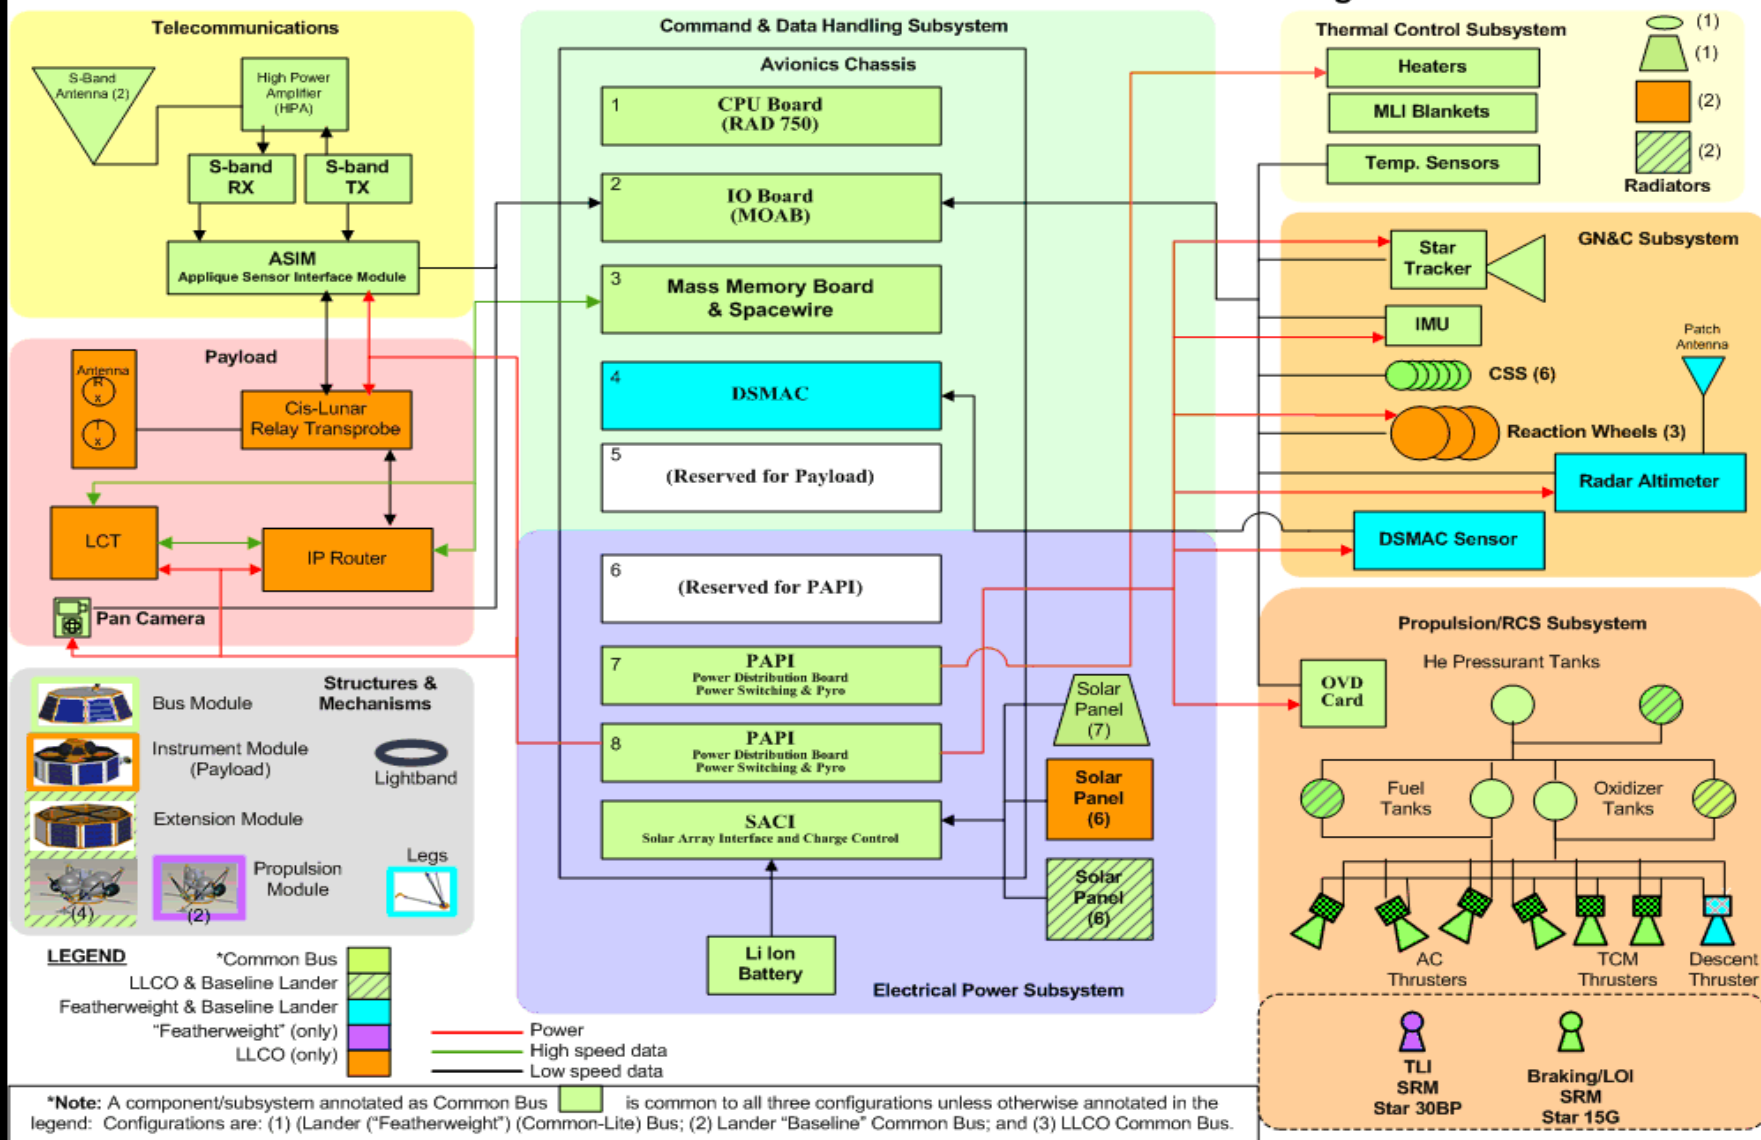 Telecommunications
S-Band
Antenna (2)
High Power
Amplifier
(HPA)
S-band
RX
S-band
TX
ASIM
Applique Sensor Interface Module
Payload
Antenna
R
x
T
x
Cis-Lunar
Relay Transprobe
LCT
IP Router
Pan Camera
Structures &
Mechanisms
Bus Module
Instrument Module
(Payload)
Lightband
Extension Module
Legs
Propulsion
Module
(4)
(2)
LEGEND
*Common Bus
LLCO & Baseline Lander
Featherweight & Baseline Lander
"Featherweight" (only)
LLCO (only)
Power
High speed data
Low speed data
Command & Data Handling Subsystem
Avionics Chassis
1
CPU Board
(RAD 750)
2
IO Board
(MOAB)
3
Mass Memory Board
& Spacewire
4
DSMAC
5
(Reserved for Payload)
6
(Reserved for PAPI)
7
PAPI
Power Distribution Board
Power Switching & Pyro
8
PAPI
Power Distribution Board
Power Switching & Pyro
SACI
Solar Array Interface and Charge Control
Li Ion
Battery
Solar
Panel
(7)
Solar
Panel
(6)
Solar
Panel
(6)
Electrical Power Subsystem
Thermal Control Subsystem
Heaters
MLI Blankets
Temp. Sensors
(1)
(1)
(2)
(2)
Radiators
GN&C Subsystem
Star
Tracker
IMU
Patch
Antenna
CSS (6)
Reaction Wheels (3)
Radar Altimeter
DSMAC Sensor
Propulsion/RCS Subsystem
He Pressurant Tanks
OVD
Card
Fuel
Tanks
Oxidizer
Tanks
AC
Thrusters
TCM
Thrusters
Descent
Thruster
TLI
SRM
Star 30BP
Braking/LOI
SRM
Star 15G
*Note: A component/subsystem annotated as Common Bus is common to all three configurations unless otherwise annotated in the
legend: Configurations are: (1) (Lander ("Featherweight") (Common-Lite) Bus; (2) Lander "Baseline" Common Bus; and (3) LLCO Common Bus.